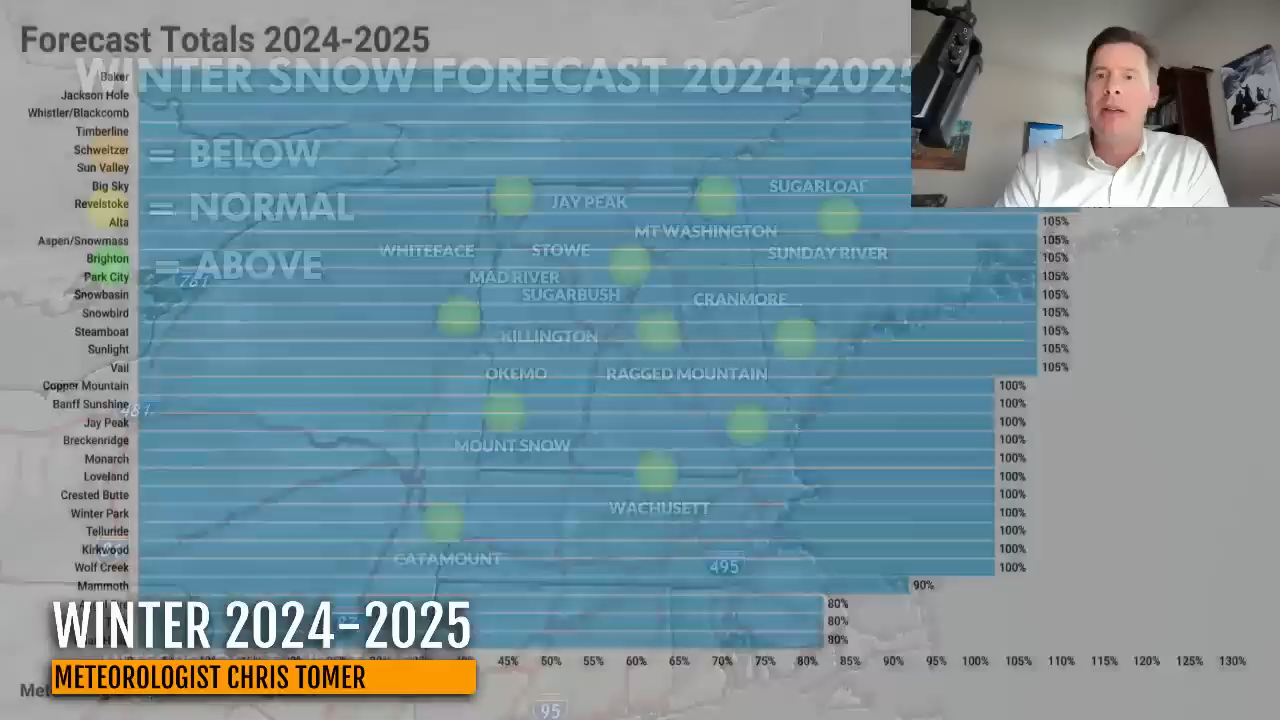 Forecast Totals 2024-2025
WINTER SNOW FORECAST 2024-2025
Baker
Jackson Hole
Whistler/Blackcomb
Timberline
Schweitzer
Sun Valley
Big Sky
Revelstoke
Alta
Aspen/Snowmass
Brighton
Park City
Snowbasin
Snowbird
Steamboat
Sunlight
Vail
Copper Mountain
Banff Sunshine
Jay Peak
Breckenridge
Monarch
Loveland
Crested Butte
Winter Park
Telluride
Kirkwood
Wolf Creek
Mammoth
= BELOW
= NORMAL
= ABOVE
JAY PEAK
SUGARLOAF
MT WASHINGTON
WHITEFACE
STOWE
SUNDAY RIVER
MAD RIVER
SUGARBUSH
CRANMORE
KILLINGTON
OKEMO
RAGGED MOUNTAIN
MOUNT SNOW
WACHUSETT
CATAMOUNT
781
481
495
95
105%
105%
105%
105%
105%
105%
105%
105%
105%
100%
100%
100%
100%
100%
100%
100%
100%
100%
100%
100%
90%
80%
80%
80%
45% 50% 55% 60% 65% 70% 75% 80% 85% 90% 95% 100% 105% 110% 115% 120% 125% 130%
WINTER 2024-2025
METEOROLOGIST CHRIS TOMER